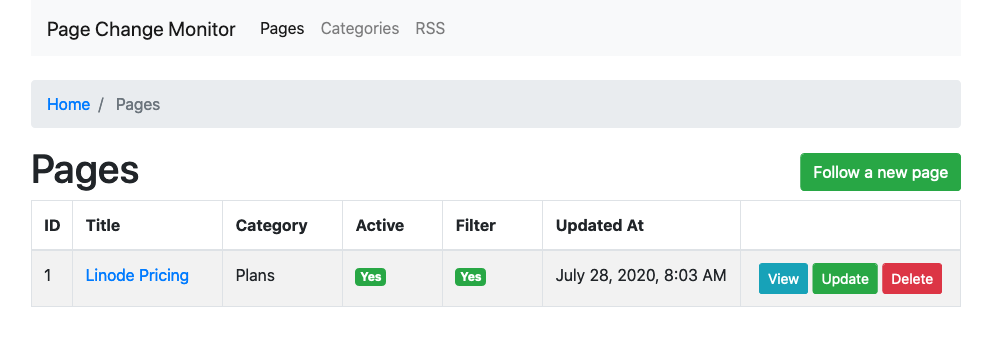 Page Change Monitor Pages Categories RSS
Home / Pages
Pages Follow a new page
ID Title Category Active Filter Updated At
1 Linode Pricing Plans Yes Yes July 28, 2020, 8:03 AM View Update Delete